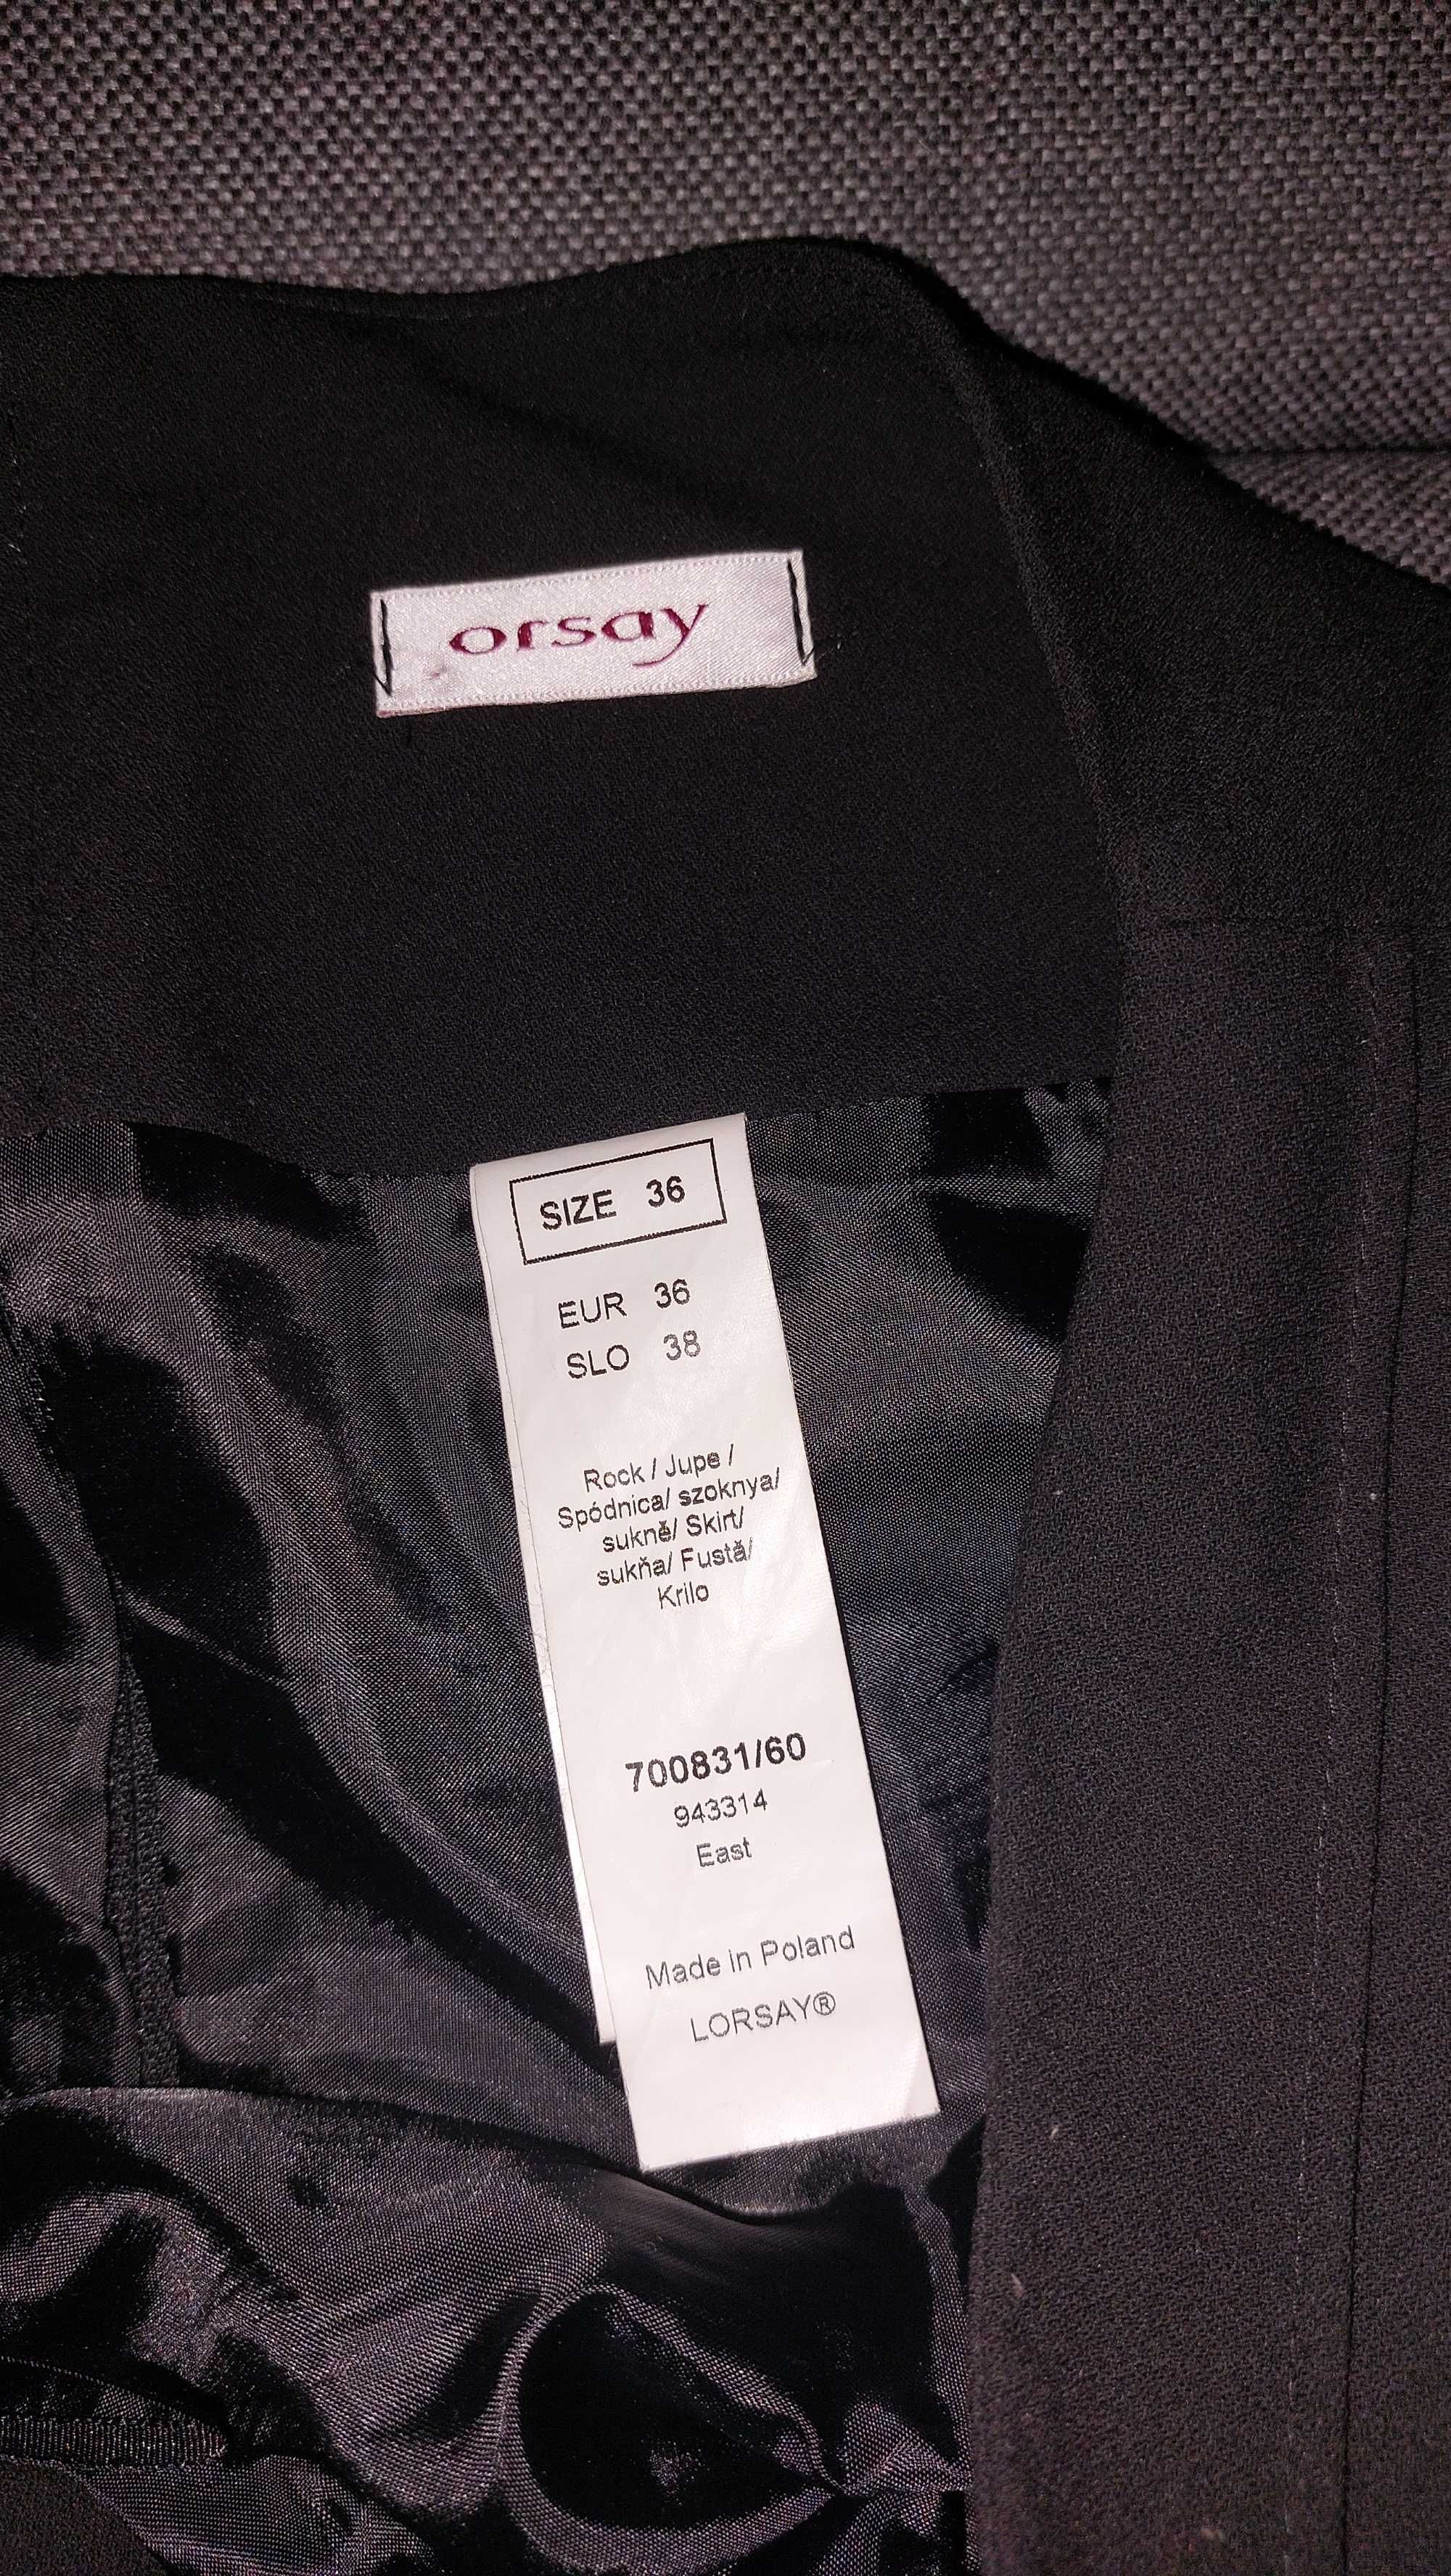 orsay
SIZE 36
EUR 36
SLO 38
Rock / Jupe /
Spódnica/ szoknya/
sukně/ Skirt/
sukňa/ Fustă/
Krilo
700831/60
943314
East
Made in Poland
LORSAY®